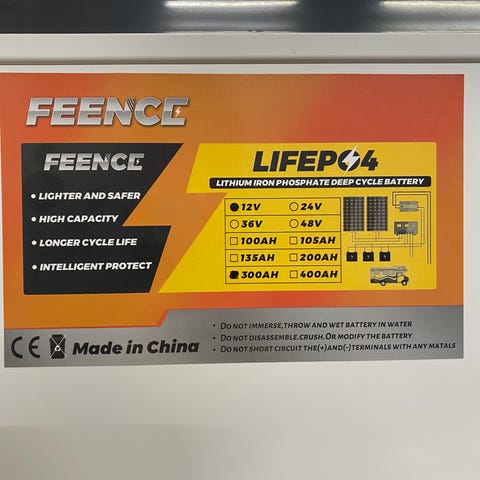 FEENCE
FEENCE
• LIGHTER AND SAFER
• HIGH CAPACITY
• LONGER CYCLE LIFE
• INTELLIGENT PROTECT
LIFEPO4
LITHIUM IRON PHOSPHATE DEEP CYCLE BATTERY
12V 24V
36V 48V
100AH 105AH
135AH 200AH
300AH 400AH
CE Made in China
• DO NOT IMMERSE,THROW AND WET BATTERY IN WATER
• DO NOT DISASSEMBLE.CRUSH.OR MODIFY THE BATTERY
• DO NOT SHORT CIRCUIT THE(+)AND(-)TERMINALS WITH ANY MATALS